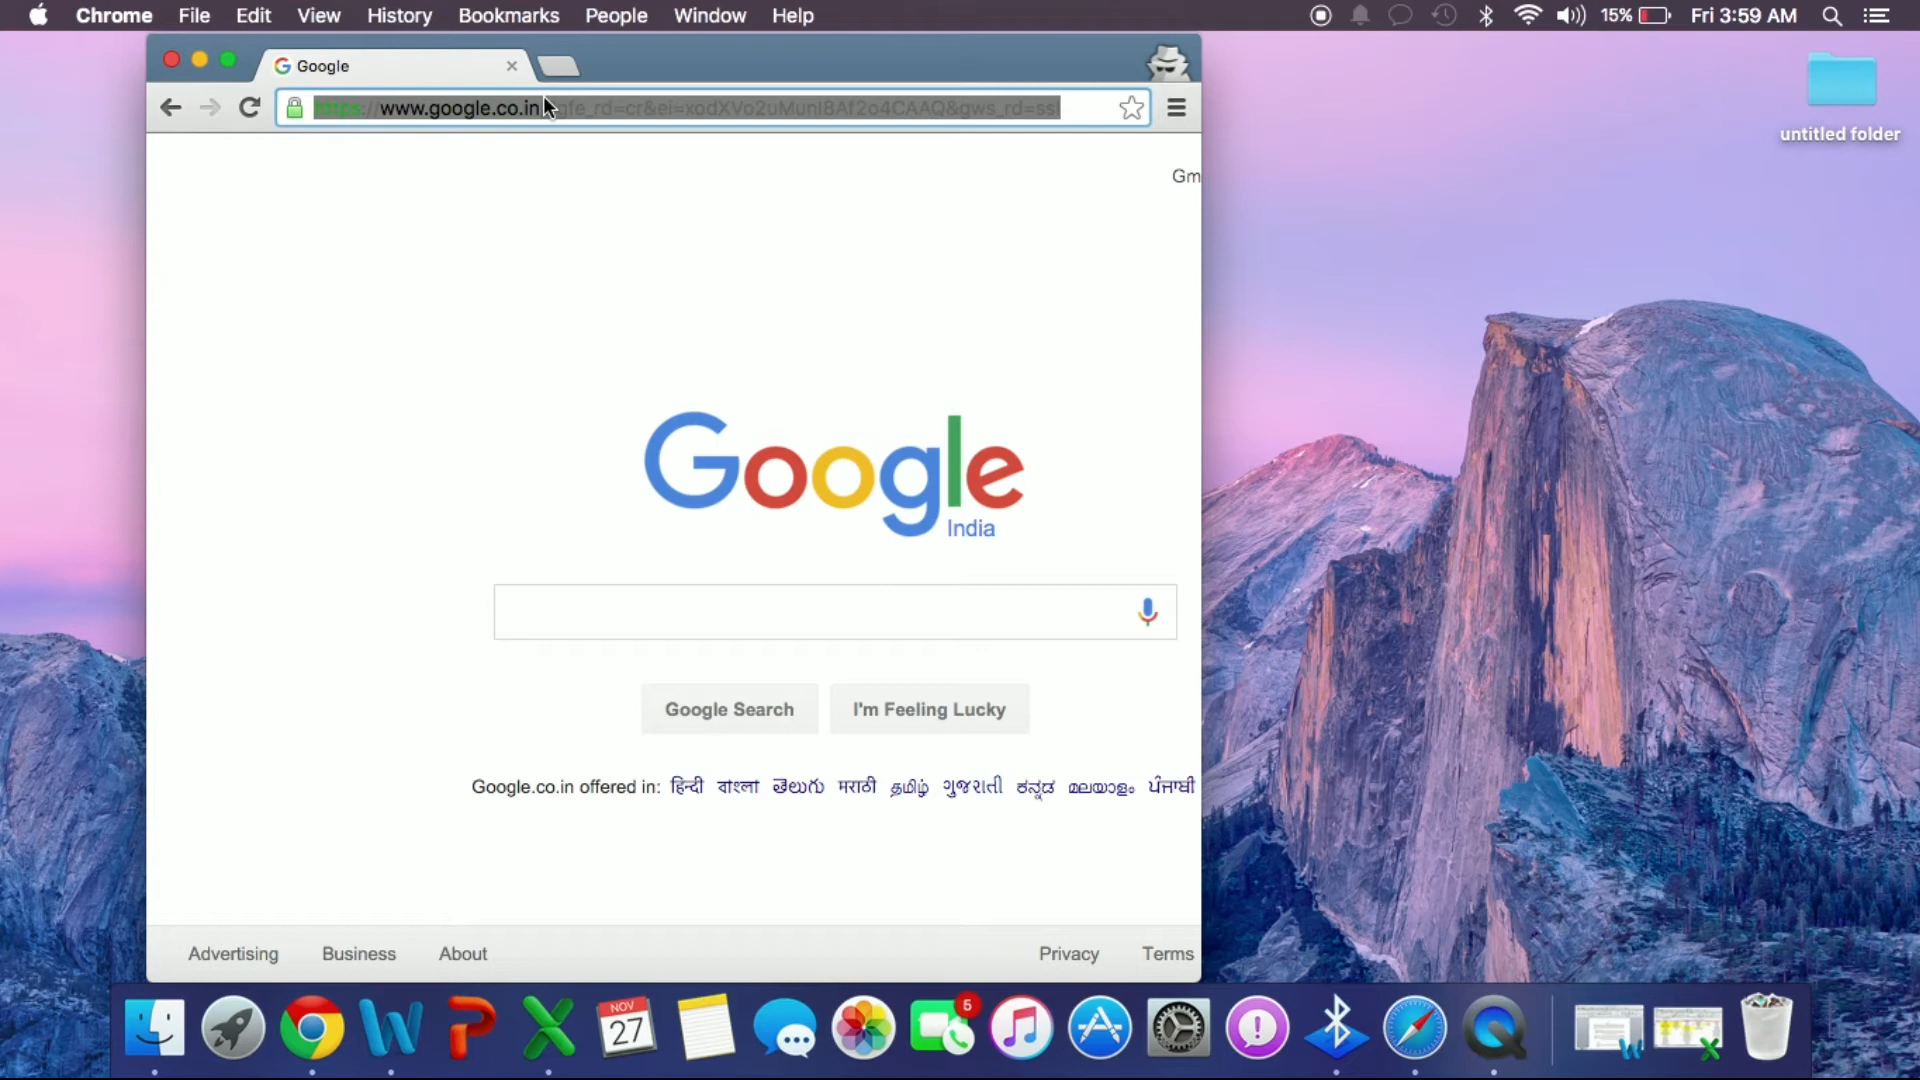 Chrome File Edit View History Bookmarks People Window Help 15% Fri 3:59 AM
Google
https://www.google.co.in
untitled folder
Gm
Google
India
Google Search I'm Feeling Lucky
Google.co.in offered in: हिन्दी বাংলা తెలుగు मराठी தமிழ் ગુજરાતી ಕನ್ನಡ മലയാളം ਪੰਜਾਬੀ
Advertising Business About Privacy Terms
NOV
27
5